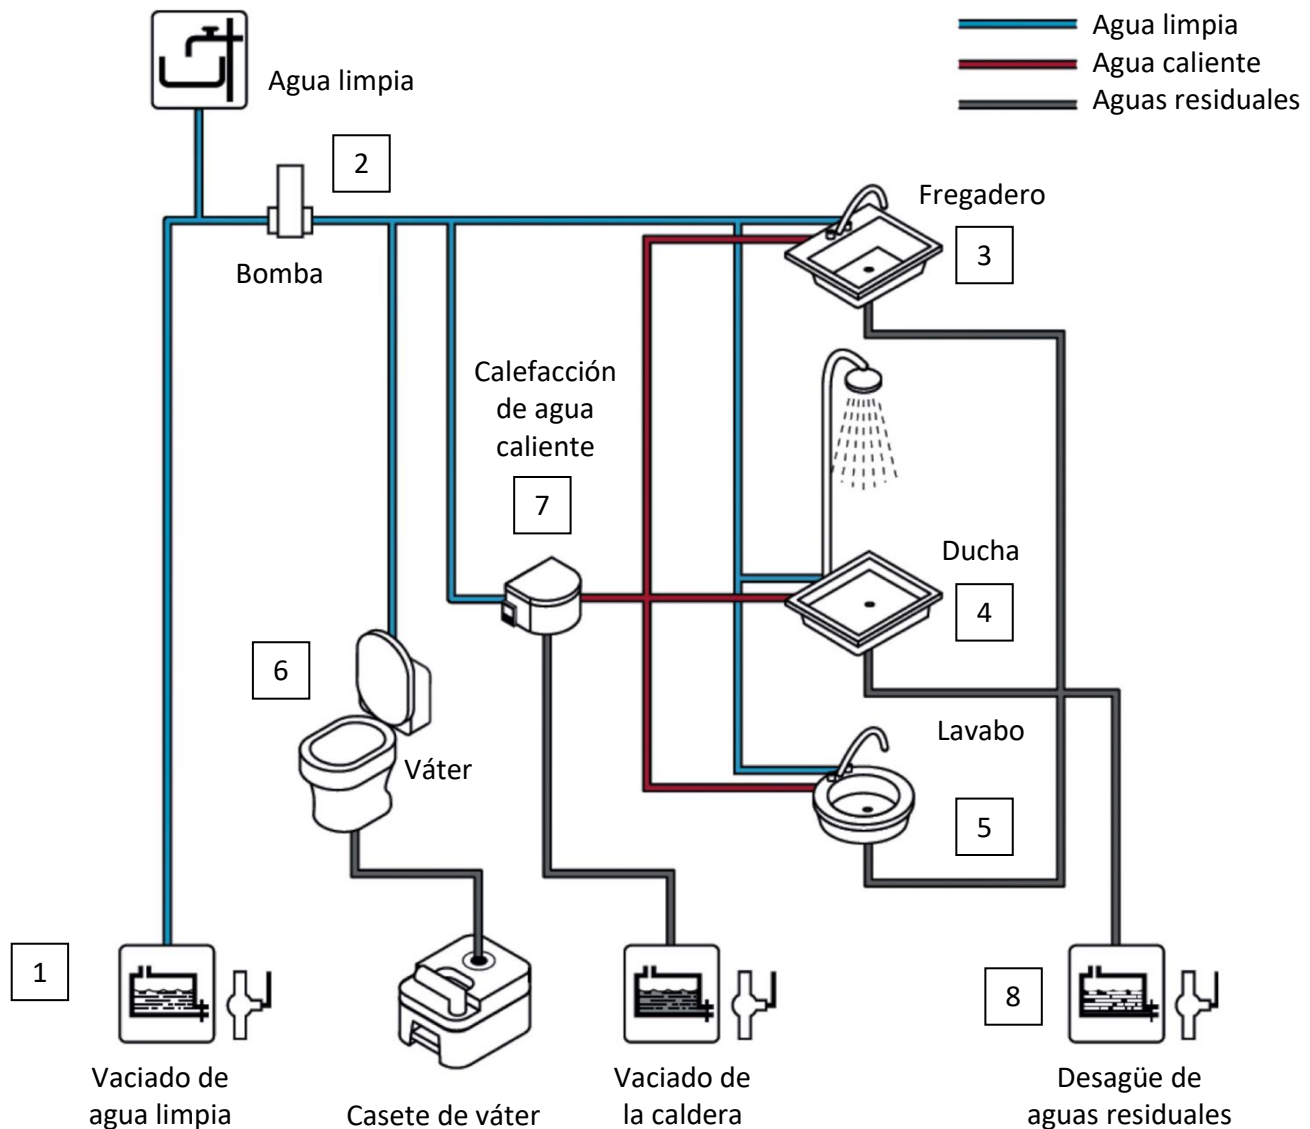 Agua limpia
Agua caliente
Aguas residuales
Agua limpia
2
Bomba
Fregadero
3
Calefacción
de agua
caliente
7
Ducha
4
6
Váter
Lavabo
5
1
8
Vaciado de
agua limpia
Casete de váter
Vaciado de
la caldera
Desagüe de
aguas residuales